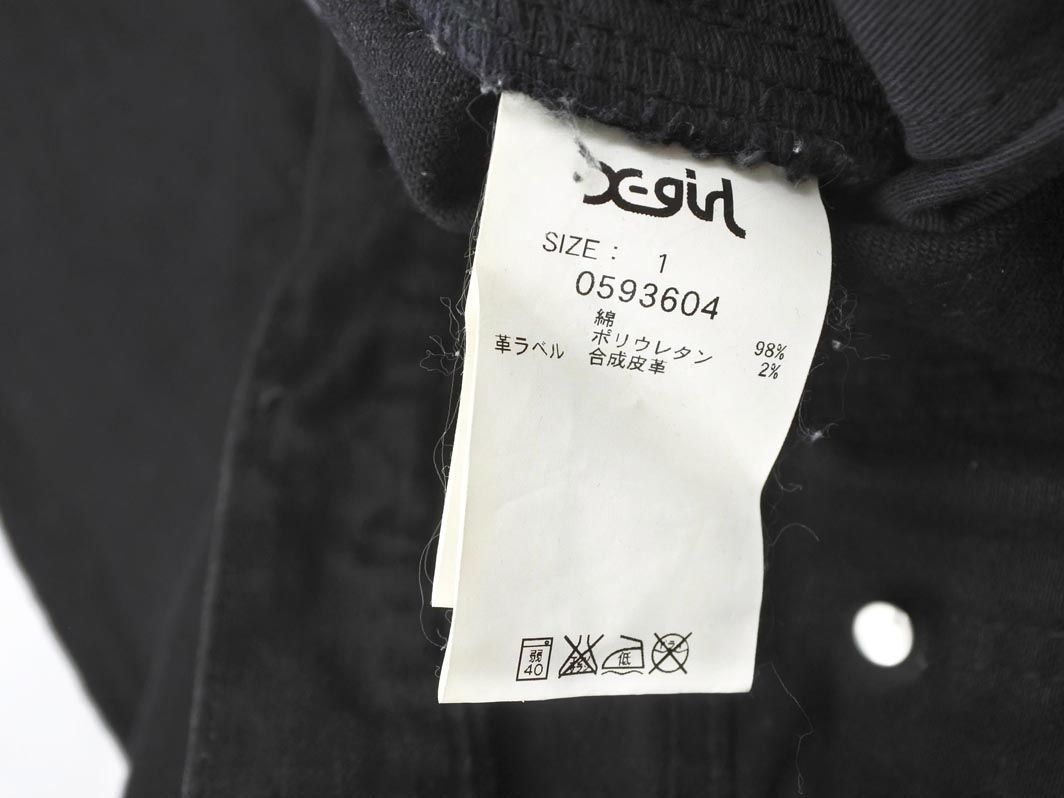 X-girl
SIZE: 1
0593604
綿 98%
ポリウレタン 2%
革ラベル 合成皮革
弱 40 低